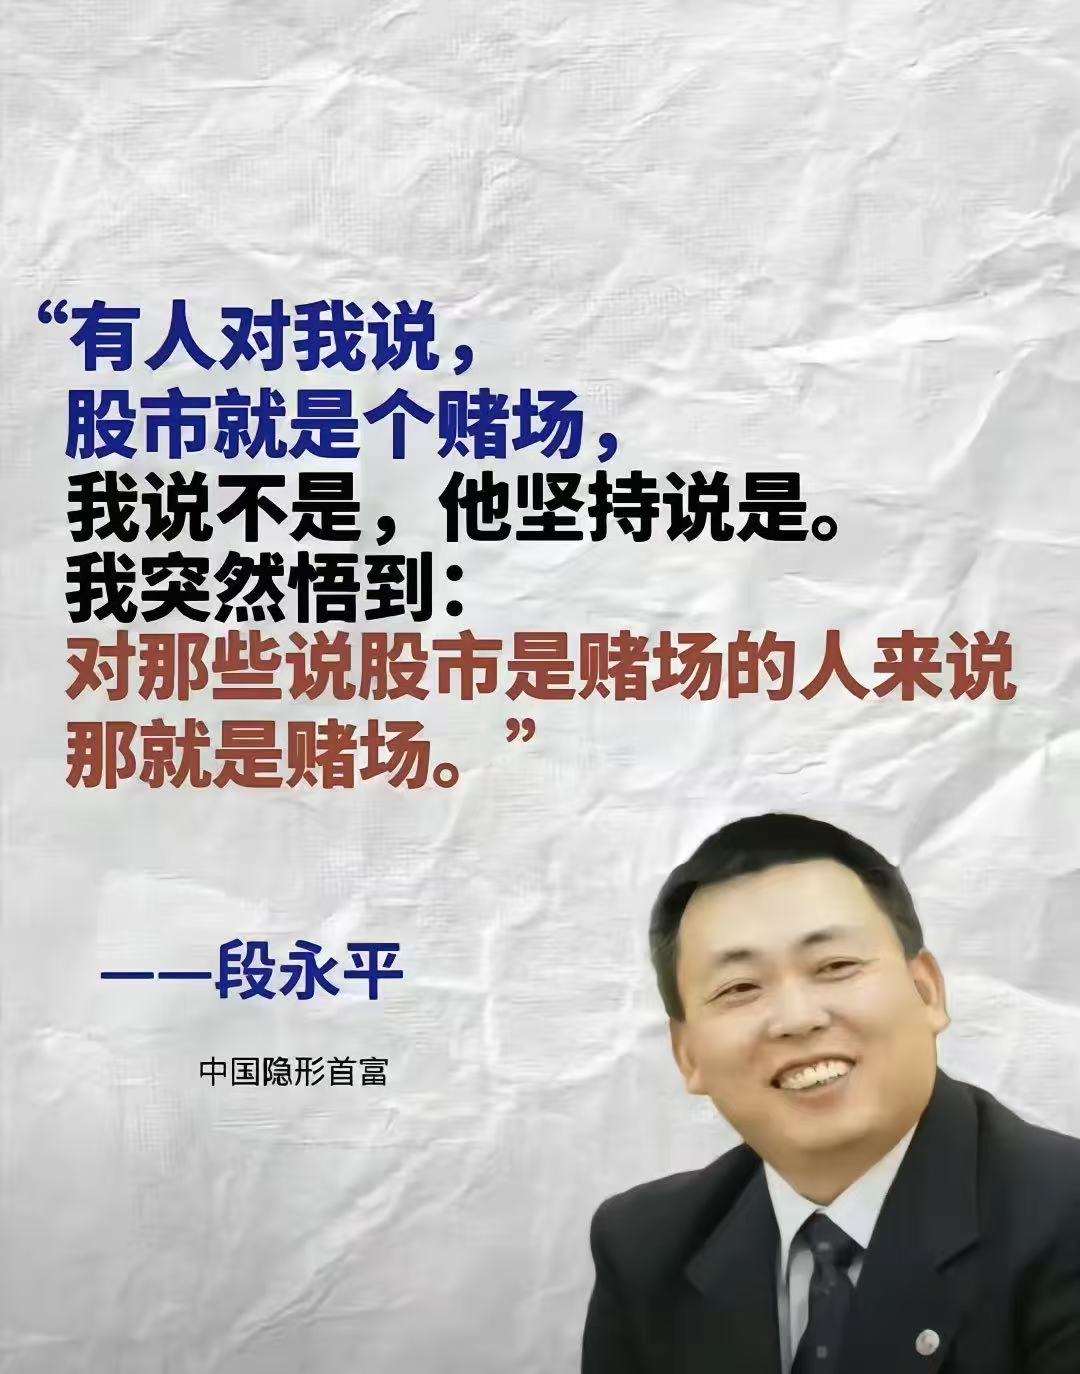 “有人对我说，
股市就是个赌场，
我说不是，他坚持说是。
我突然悟到：
对那些说股市是赌场的人来说
那就是赌场。”
——段永平
中国隐形首富